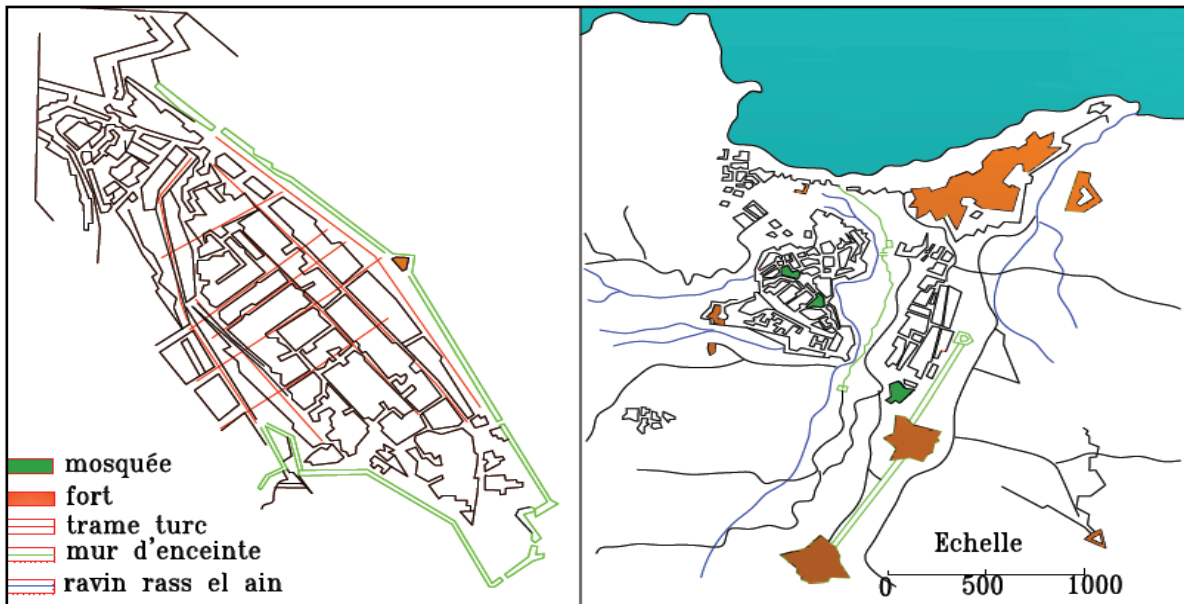 mosquée
fort
trame turc
mur d'enceinte
ravin rass el ain
Echelle
0 500 1000